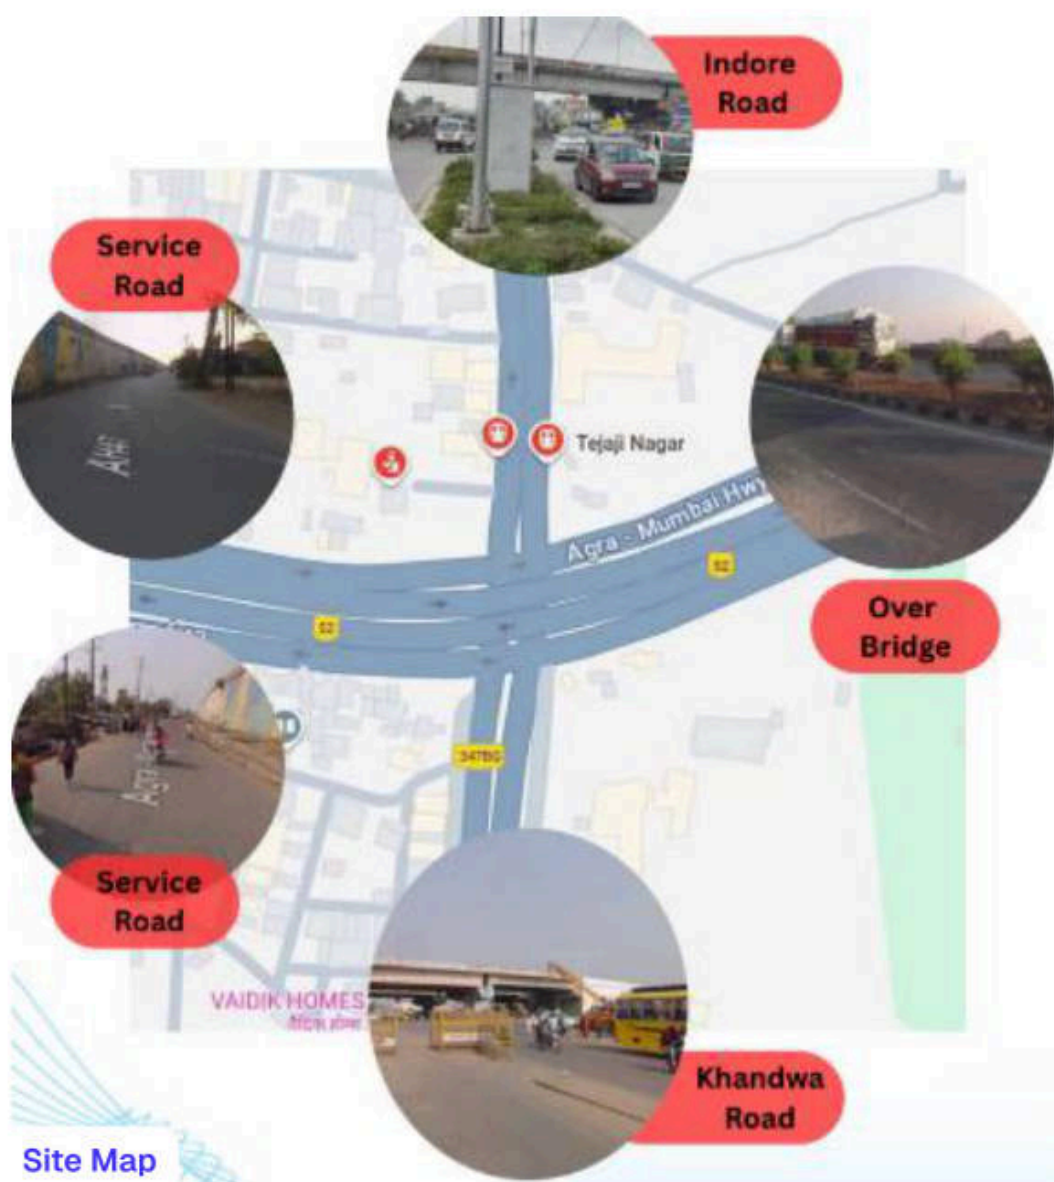 Indore
Road
Service
Road
Tejaji Nagar
Agra - Mumbai Hwy
52
52
Over
Bridge
347BG
Service
Road
VAIDIK HOMES
वैदिक होम्स
Khandwa
Road
Site Map